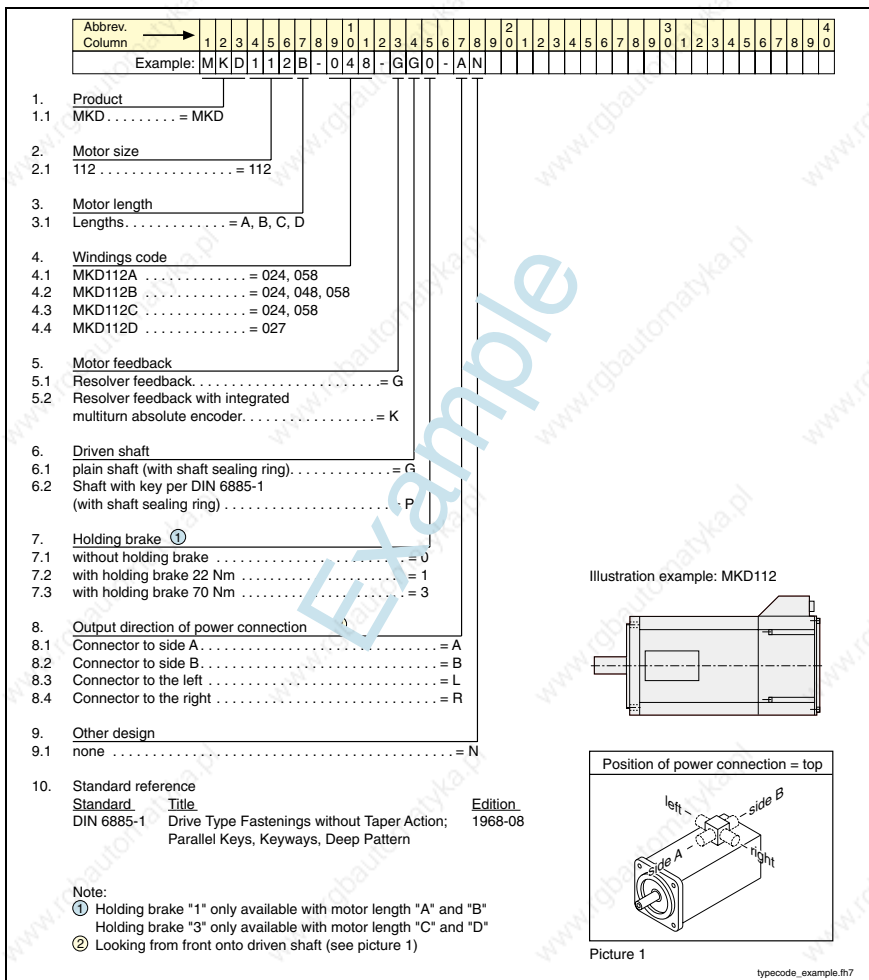 Abbrev.
Column 1 2 3 4 5 6 7 8 9 10 1 2 3 4 5 6 7 8 9 20 1 2 3 4 5 6 7 8 9 30 1 2 3 4 5 6 7 8 9 40
Example: M K D 1 1 2 B - 0 4 8 - G G 0 - A N
1. Product
1.1 MKD . . . . . . . . . = MKD
2. Motor size
2.1 112 . . . . . . . . . . . . . . . . . = 112
3. Motor length
3.1 Lengths. . . . . . . . . . . . . = A, B, C, D
4. Windings code
4.1 MKD112A . . . . . . . . . . . . . = 024, 058
4.2 MKD112B . . . . . . . . . . . . . = 024, 048, 058
4.3 MKD112C . . . . . . . . . . . . . = 024, 058
4.4 MKD112D . . . . . . . . . . . . . = 027
5. Motor feedback
5.1 Resolver feedback. . . . . . . . . . . . . . . . . . . . . . . .= G
5.2 Resolver feedback with integrated
multiturn absolute encoder. . . . . . . . . . . . . . . . . = K
6. Driven shaft
6.1 plain shaft (with shaft sealing ring). . . . . . . . . . . . .= G
6.2 Shaft with key per DIN 6885-1
(with shaft sealing ring) . . . . . . . . . . . . . . . . . . . = P
7. Holding brake 1
7.1 without holding brake . . . . . . . . . . . . . . . . . . . . . . = 0
7.2 with holding brake 22 Nm . . . . . . . . . . . . . . . . . . . = 1
7.3 with holding brake 70 Nm . . . . . . . . . . . . . . . . . . . = 3
8. Output direction of power connection
8.1 Connector to side A . . . . . . . . . . . . . . . . . . . . . . . . . . . = A
8.2 Connector to side B . . . . . . . . . . . . . . . . . . . . . . . . . . . = B
8.3 Connector to the left . . . . . . . . . . . . . . . . . . . . . . . . . . = L
8.4 Connector to the right . . . . . . . . . . . . . . . . . . . . . . . . . = R
9. Other design
9.1 none . . . . . . . . . . . . . . . . . . . . . . . . . . . . . . . . . . . . . . = N
10. Standard reference
Standard Title Edition
DIN 6885-1 Drive Type Fastenings without Taper Action; 1968-08
Parallel Keys, Keyways, Deep Pattern
Note:
1 Holding brake "1" only available with motor length "A" and "B"
Holding brake "3" only available with motor length "C" and "D"
2 Looking from front onto driven shaft (see picture 1)
Example
Illustration example: MKD112
Position of power connection = top
left
side B
side A
right
Picture 1
typecode_example.fh7
www.rgbautomatyka.pl